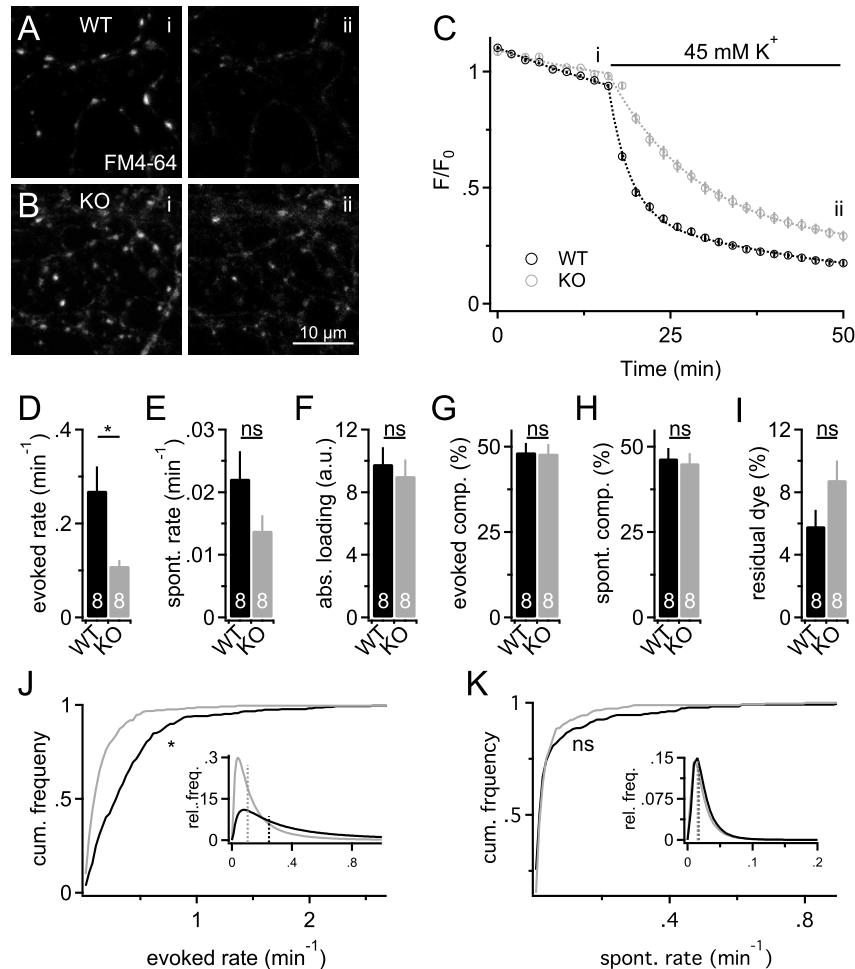 A WT i ii
FM4-64
B KO i ii
10 µm
C
i 45 mM K+
1
.5
0
F/F0
ii
WT
KO
0 25 50
Time (min)
D
*
.4
.2
0
evoked rate (min-1)
8 8
WT KO
E
ns
.03
.02
.01
0
spont. rate (min-1)
8 8
WT KO
F
ns
12
8
4
0
abs. loading (a.u.)
8 8
WT KO
G
ns
50
25
0
evoked comp. (%)
8 8
WT KO
H
ns
50
25
0
spont. comp. (%)
8 8
WT KO
I
ns
12
8
4
0
residual dye (%)
8 8
WT KO
J
1
.5
0
cum. frequeny
*
.3
.15
0
rel. freq.
0 .4 .8
1 2
evoked rate (min-1)
K
1
.5
cum. frquency
ns
.15
.075
0
rel. freq.
0 .1 .2
.4 .8
spont. rate (min-1)